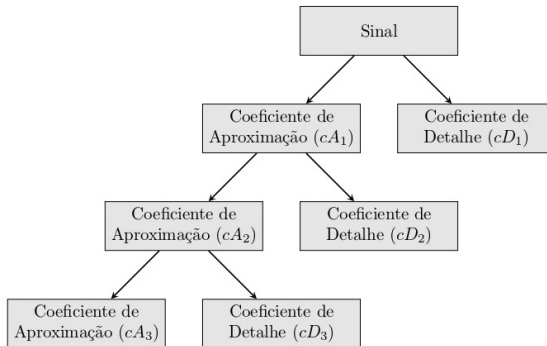 Sinal
Coeficiente de
Aproximação (cA₁)
Coeficiente de
Detalhe (cD₁)
Coeficiente de
Aproximação (cA₂)
Coeficiente de
Detalhe (cD₂)
Coeficiente de
Aproximação (cA₃)
Coeficiente de
Detalhe (cD₃)